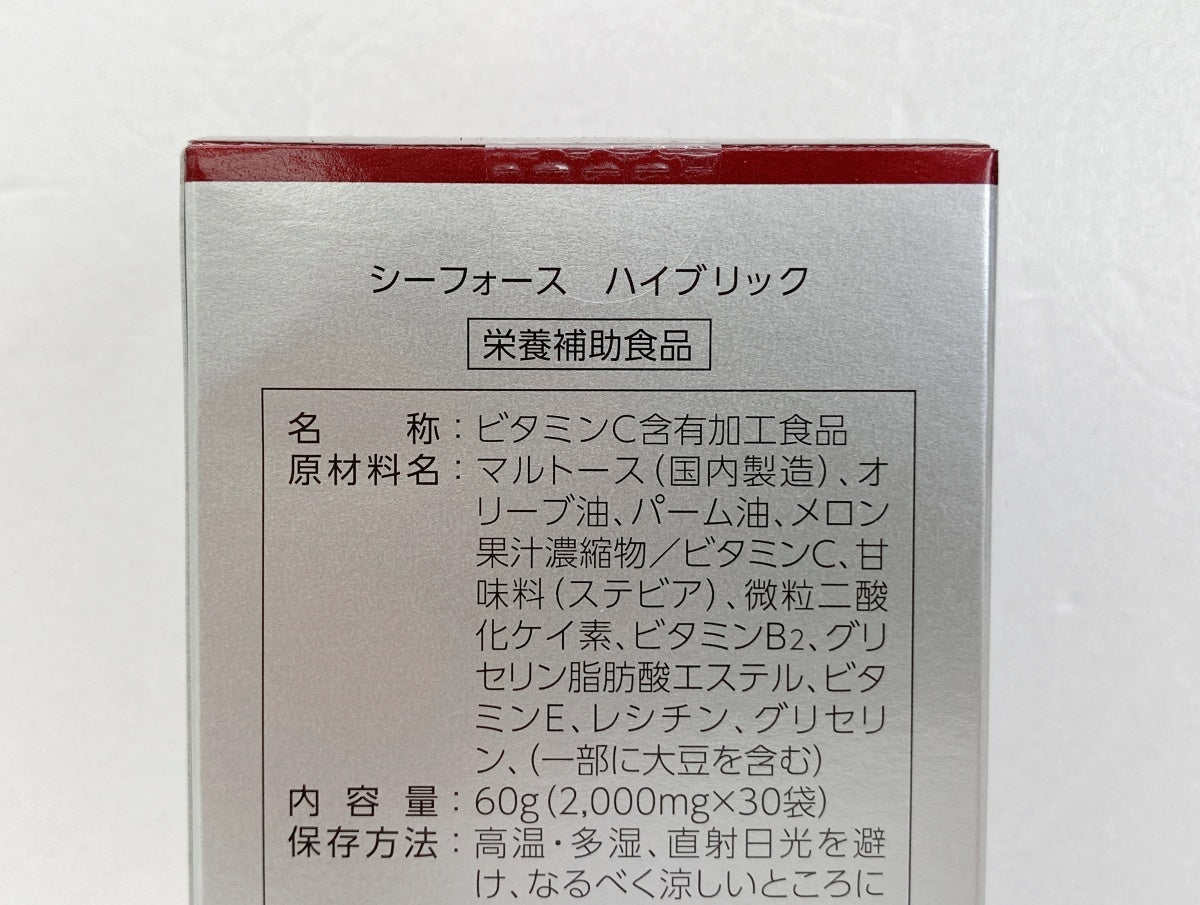 シーフォース ハイブリック
栄養補助食品
名称：ビタミンC含有加工食品
原材料名：マルトース（国内製造）、オ
リーブ油、パーム油、メロン
果汁濃縮物／ビタミンC、甘
味料（ステビア）、微粒二酸
化ケイ素、ビタミンB2、グリ
セリン脂肪酸エステル、ビタ
ミンE、レシチン、グリセリ
ン、（一部に大豆を含む）
内容量：60g（2,000mg×30袋）
保存方法：高温・多湿、直射日光を避
け、なるべく涼しいところに